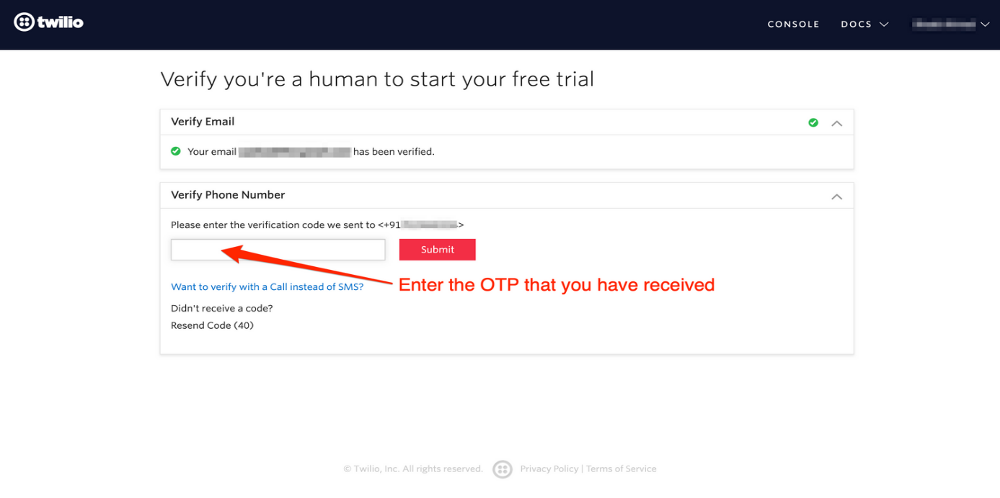 twilio
CONSOLE DOCS
Verify you're a human to start your free trial
Verify Email
Your email has been verified.
Verify Phone Number
Please enter the verification code we sent to <+91 >
Submit
Enter the OTP that you have received
Want to verify with a Call instead of SMS?
Didn't receive a code?
Resend Code (40)
© Twilio, Inc. All rights reserved. Privacy Policy | Terms of Service